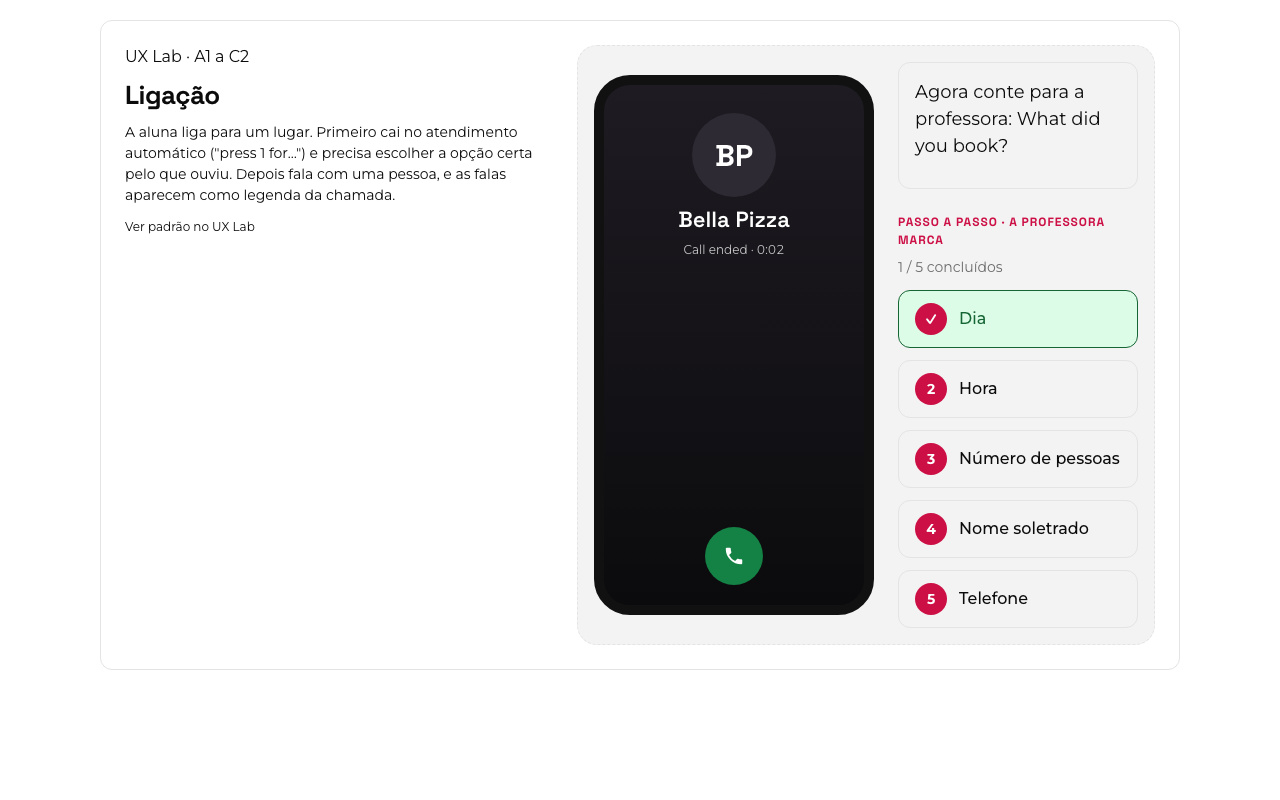 UX Lab · A1 a C2
Ligação
A aluna liga para um lugar. Primeiro cai no atendimento
automático ("press 1 for…") e precisa escolher a opção certa
pelo que ouviu. Depois fala com uma pessoa, e as falas
aparecem como legenda da chamada.
Ver padrão no UX Lab
BP
Bella Pizza
Call ended · 0:02
Agora conte para a
professora: What did
you book?
PASSO A PASSO · A PROFESSORA
MARCA
1 / 5 concluídos
Dia
2 Hora
3 Número de pessoas
4 Nome soletrado
5 Telefone